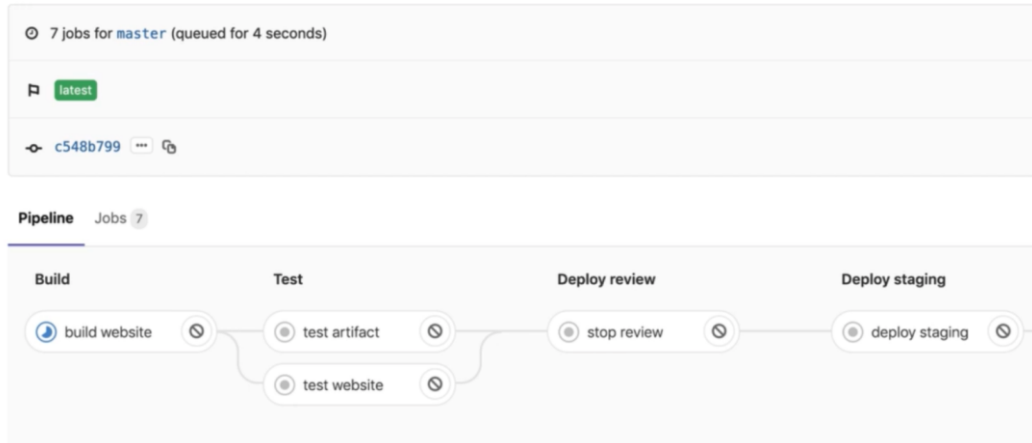 7 jobs for master (queued for 4 seconds)
latest
c548b799 ...
Pipeline Jobs 7
Build Test Deploy review Deploy staging
build website test artifact stop review deploy staging
test website